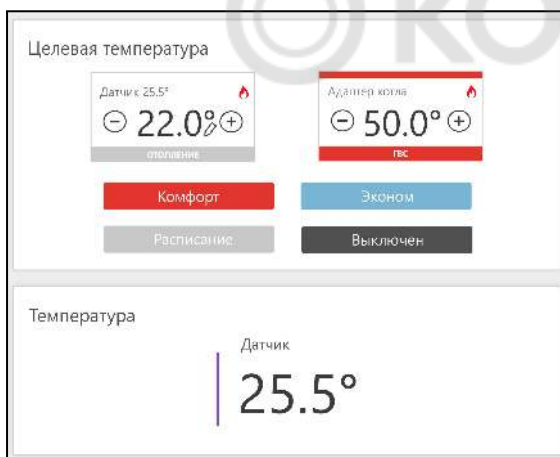 КО
Целевая температура
Датчик 25.5°
22.0°
ОТОПЛЕНИЕ
Адаптер котла
50.0°
ГВС
Комфорт
Эконом
Расписание
Выключен
Температура
Датчик
25.5°